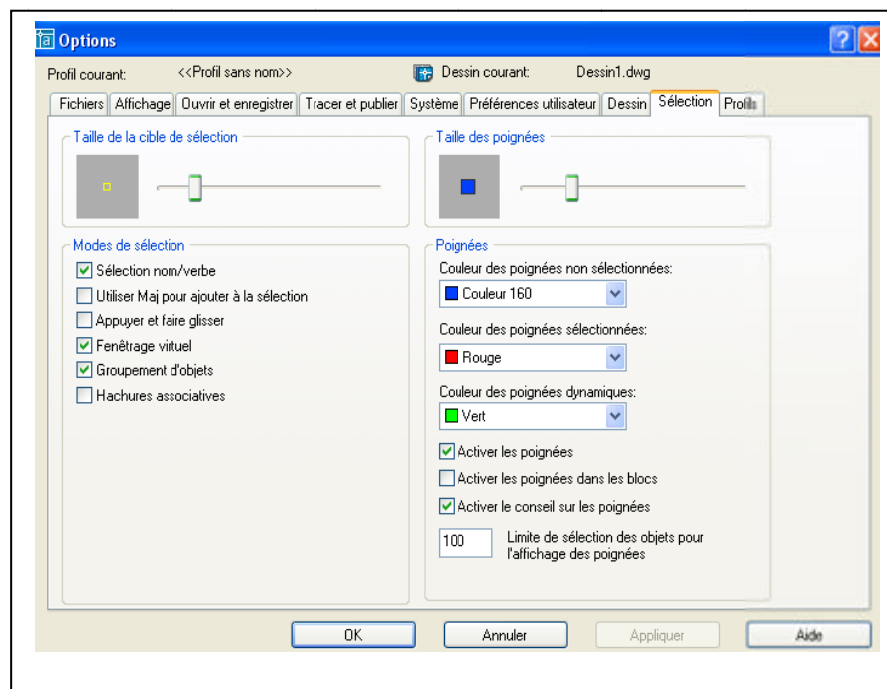 Options
Profil courant: <<Profil sans nom>> Dessin courant: Dessin1.dwg
Fichiers Affichage Ouvrir et enregistrer Tracer et publier Système Préférences utilisateur Dessin Sélection Profils
Taille de la cible de sélection
Taille des poignées
Modes de sélection
Sélection nom/verbe
Utiliser Maj pour ajouter à la sélection
Appuyer et faire glisser
Fenêtrage virtuel
Groupement d'objets
Hachures associatives
Poignées
Couleur des poignées non sélectionnées:
Couleur 160
Couleur des poignées sélectionnées:
Rouge
Couleur des poignées dynamiques:
Vert
Activer les poignées
Activer les poignées dans les blocs
Activer le conseil sur les poignées
100 Limite de sélection des objets pour
l'affichage des poignées
OK Annuler Appliquer Aide